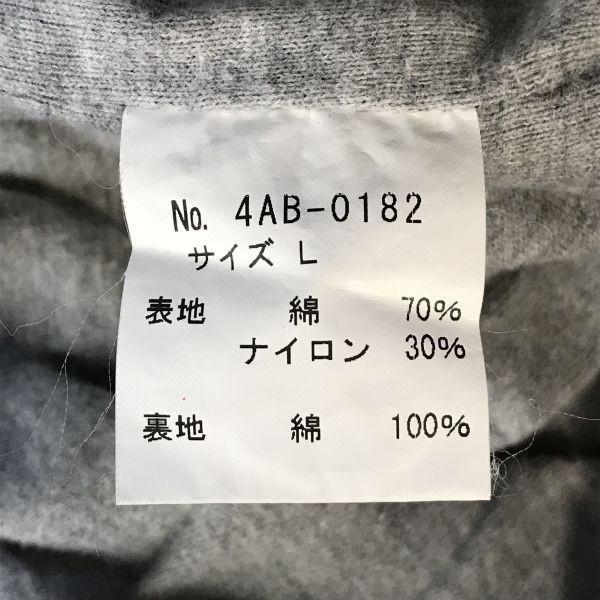 No. 4AB-0182
サイズ L
表地 綿 70%
ナイロン 30%
裏地 綿 100%